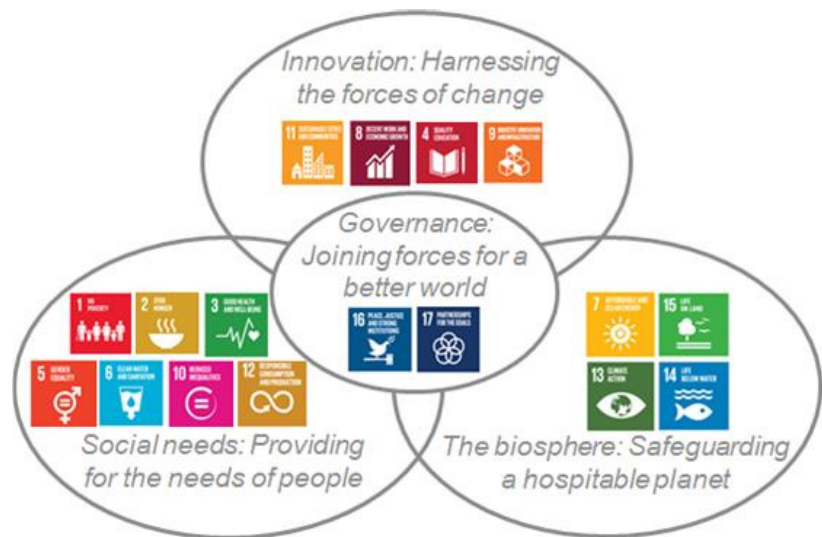 Innovation: Harnessing
the forces of change
11 SUSTAINABLE CITIES
AND COMMUNITIES
8 DECENT WORK AND
ECONOMIC GROWTH
4 QUALITY
EDUCATION
9 INDUSTRY, INNOVATION
AND INFRASTRUCTURE
Governance:
Joining forces for a
better world
16 PEACE, JUSTICE
AND STRONG
INSTITUTIONS
17 PARTNERSHIPS
FOR THE GOALS
1 NO
POVERTY
2 ZERO
HUNGER
3 GOOD HEALTH
AND WELL-BEING
5 GENDER
EQUALITY
6 CLEAN WATER
AND SANITATION
10 REDUCED
INEQUALITIES
12 RESPONSIBLE
CONSUMPTION
AND PRODUCTION
Social needs: Providing
for the needs of people
7 AFFORDABLE AND
CLEAN ENERGY
15 LIFE
ON LAND
13 CLIMATE
ACTION
14 LIFE
BELOW WATER
The biosphere: Safeguarding
a hospitable planet